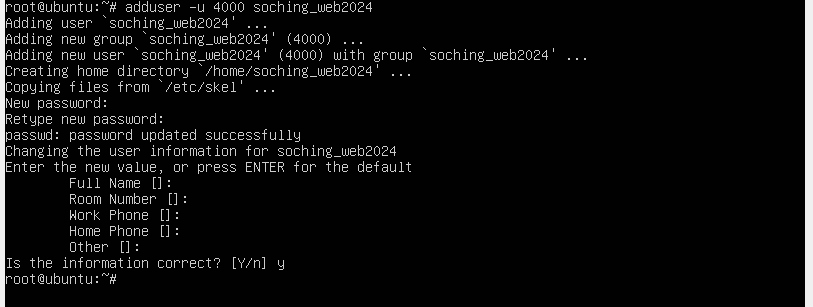 root@ubuntu:~# adduser -u 4000 soching_web2024
Adding user `soching_web2024' ...
Adding new group `soching_web2024' (4000) ...
Adding new user `soching_web2024' (4000) with group `soching_web2024' ...
Creating home directory `/home/soching_web2024' ...
Copying files from `/etc/skel' ...
New password:
Retype new password:
passwd: password updated successfully
Changing the user information for soching_web2024
Enter the new value, or press ENTER for the default
        Full Name []:
        Room Number []:
        Work Phone []:
        Home Phone []:
        Other []:
Is the information correct? [Y/n] y
root@ubuntu:~#